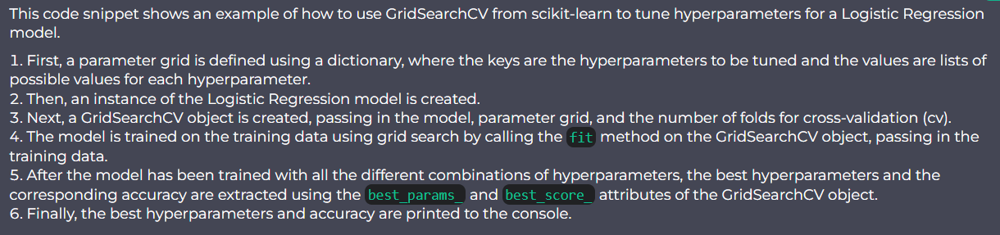 This code snippet shows an example of how to use GridSearchCV from scikit-learn to tune hyperparameters for a Logistic Regression
model.
1. First, a parameter grid is defined using a dictionary, where the keys are the hyperparameters to be tuned and the values are lists of
possible values for each hyperparameter.
2. Then, an instance of the Logistic Regression model is created.
3. Next, a GridSearchCV object is created, passing in the model, parameter grid, and the number of folds for cross-validation (cv).
4. The model is trained on the training data using grid search by calling the fit method on the GridSearchCV object, passing in the
training data.
5. After the model has been trained with all the different combinations of hyperparameters, the best hyperparameters and the
corresponding accuracy are extracted using the best_params_ and best_score_ attributes of the GridSearchCV object.
6. Finally, the best hyperparameters and accuracy are printed to the console.